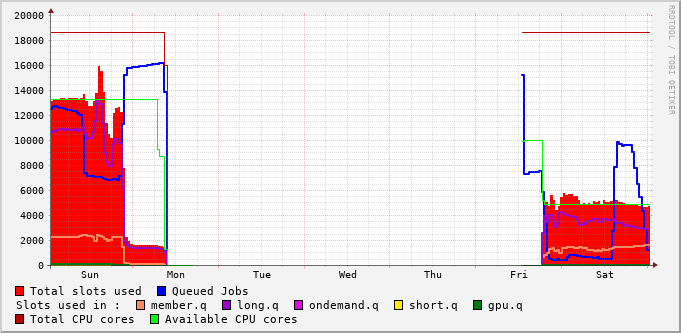 20000
18000
16000
14000
12000
10000
8000
6000
4000
2000
0
Sun Mon Tue Wed Thu Fri Sat
RRDTOOL / TOBI OETIKER
Total slots used Queued Jobs
Slots used in : member.q long.q ondemand.q short.q gpu.q
Total CPU cores Available CPU cores